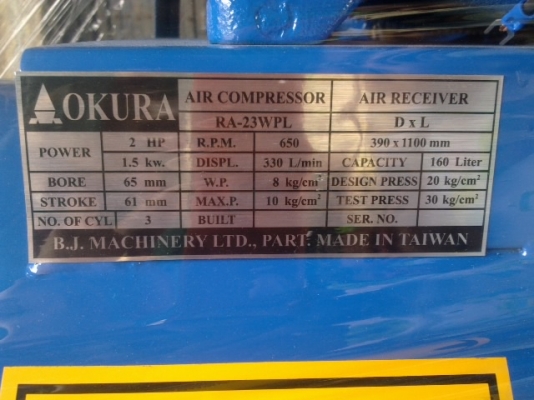 OKURA AIR COMPRESSOR AIR RECEIVER
RA-23WPL D x L
POWER 2 HP R.P.M. 650 390 x 1100 mm
1.5 kw. DISPL. 330 L/min CAPACITY 160 Liter
BORE 65 mm W.P. 8 kg/cm² DESIGN PRESS 20 kg/cm²
STROKE 61 mm MAX.P. 10 kg/cm² TEST PRESS 30 kg/cm²
NO. OF CYL 3 BUILT SER. NO.
B.J. MACHINERY LTD., PART. MADE IN TAIWAN